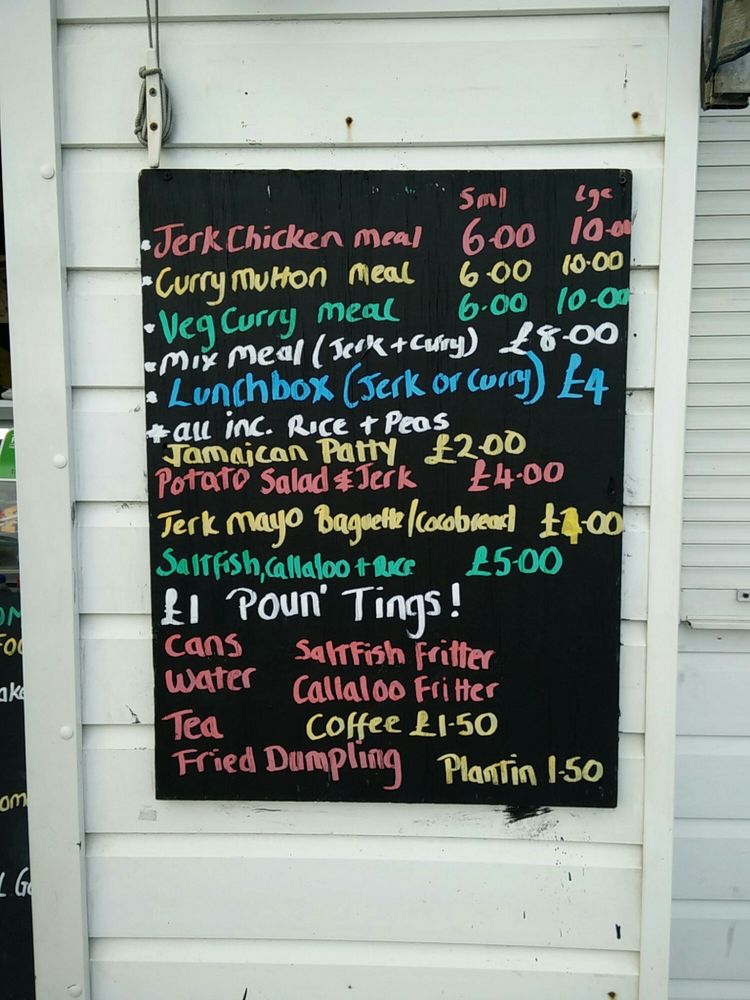 Sml Lge
Jerk Chicken meal 6.00 10.00
Curry Mutton meal 6.00 10.00
Veg Curry meal 6.00 10.00
Mix Meal (Jerk + Curry) £8.00
Lunchbox (Jerk or Curry) £4
* all inc. Rice + Peas
Jamaican Patty £2.00
Potato Salad & Jerk £4.00
Jerk mayo Baguette/Cocobread £4.00
Saltfish, Callaloo + Rice £5.00
£1 Poun' Tings!
Cans Saltfish Fritter
Water Callaloo Fritter
Tea Coffee £1.50
Fried Dumpling Plantin 1.50